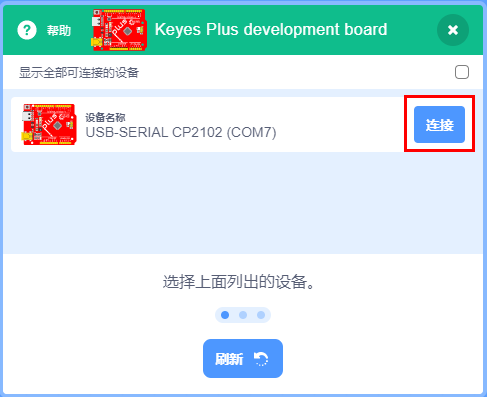 帮助
Keyes Plus development board
显示全部可连接的设备
设备名称
USB-SERIAL CP2102 (COM7)
连接
选择上面列出的设备。
刷新